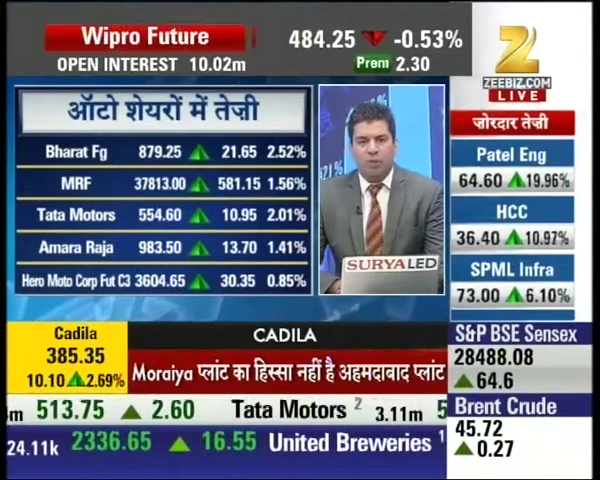 Wipro Future
484.25 -0.53%
OPEN INTEREST 10.02m
Prem 2.30
Z
ZEEBIZ.COM
LIVE
ऑटो शेयरों में तेज़ी
Bharat Fg 879.25 21.65 2.52%
MRF 37813.00 581.15 1.56%
Tata Motors 554.60 10.95 2.01%
Amara Raja 983.50 13.70 1.41%
Hero Moto Corp Fut C3 3604.65 30.35 0.85%
SURYA LED
ज़ोरदार तेज़ी
Patel Eng
64.60 19.96%
HCC
36.40 10.97%
SPML Infra
73.00 6.10%
Cadila
385.35
10.10 2.69%
CADILA
Moraiya प्लांट का हिस्सा नहीं है अहमदाबाद प्लांट
S&P BSE Sensex
28488.08
64.6
Brent Crude
45.72
0.27
m 513.75 2.60 Tata Motors 2 3.11m 5
24.11k 2336.65 16.55 United Breweries